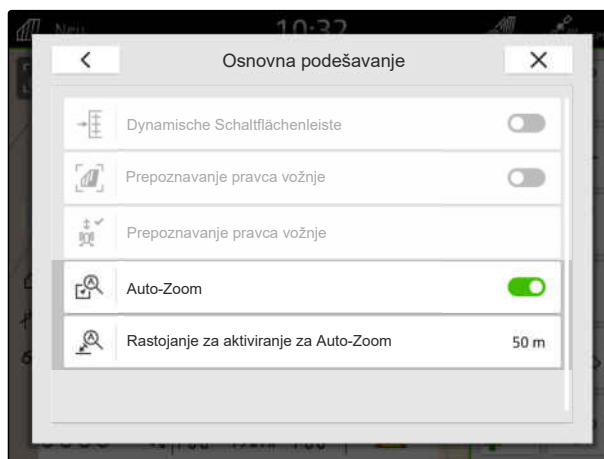 Neu 10:32
Osnovna podešavanje
Dynamische Schaltflächenleiste
Prepoznavanje pravca vožnje
Prepoznavanje pravca vožnje
Auto-Zoom
Rastojanje za aktiviranje za Auto-Zoom 50 m